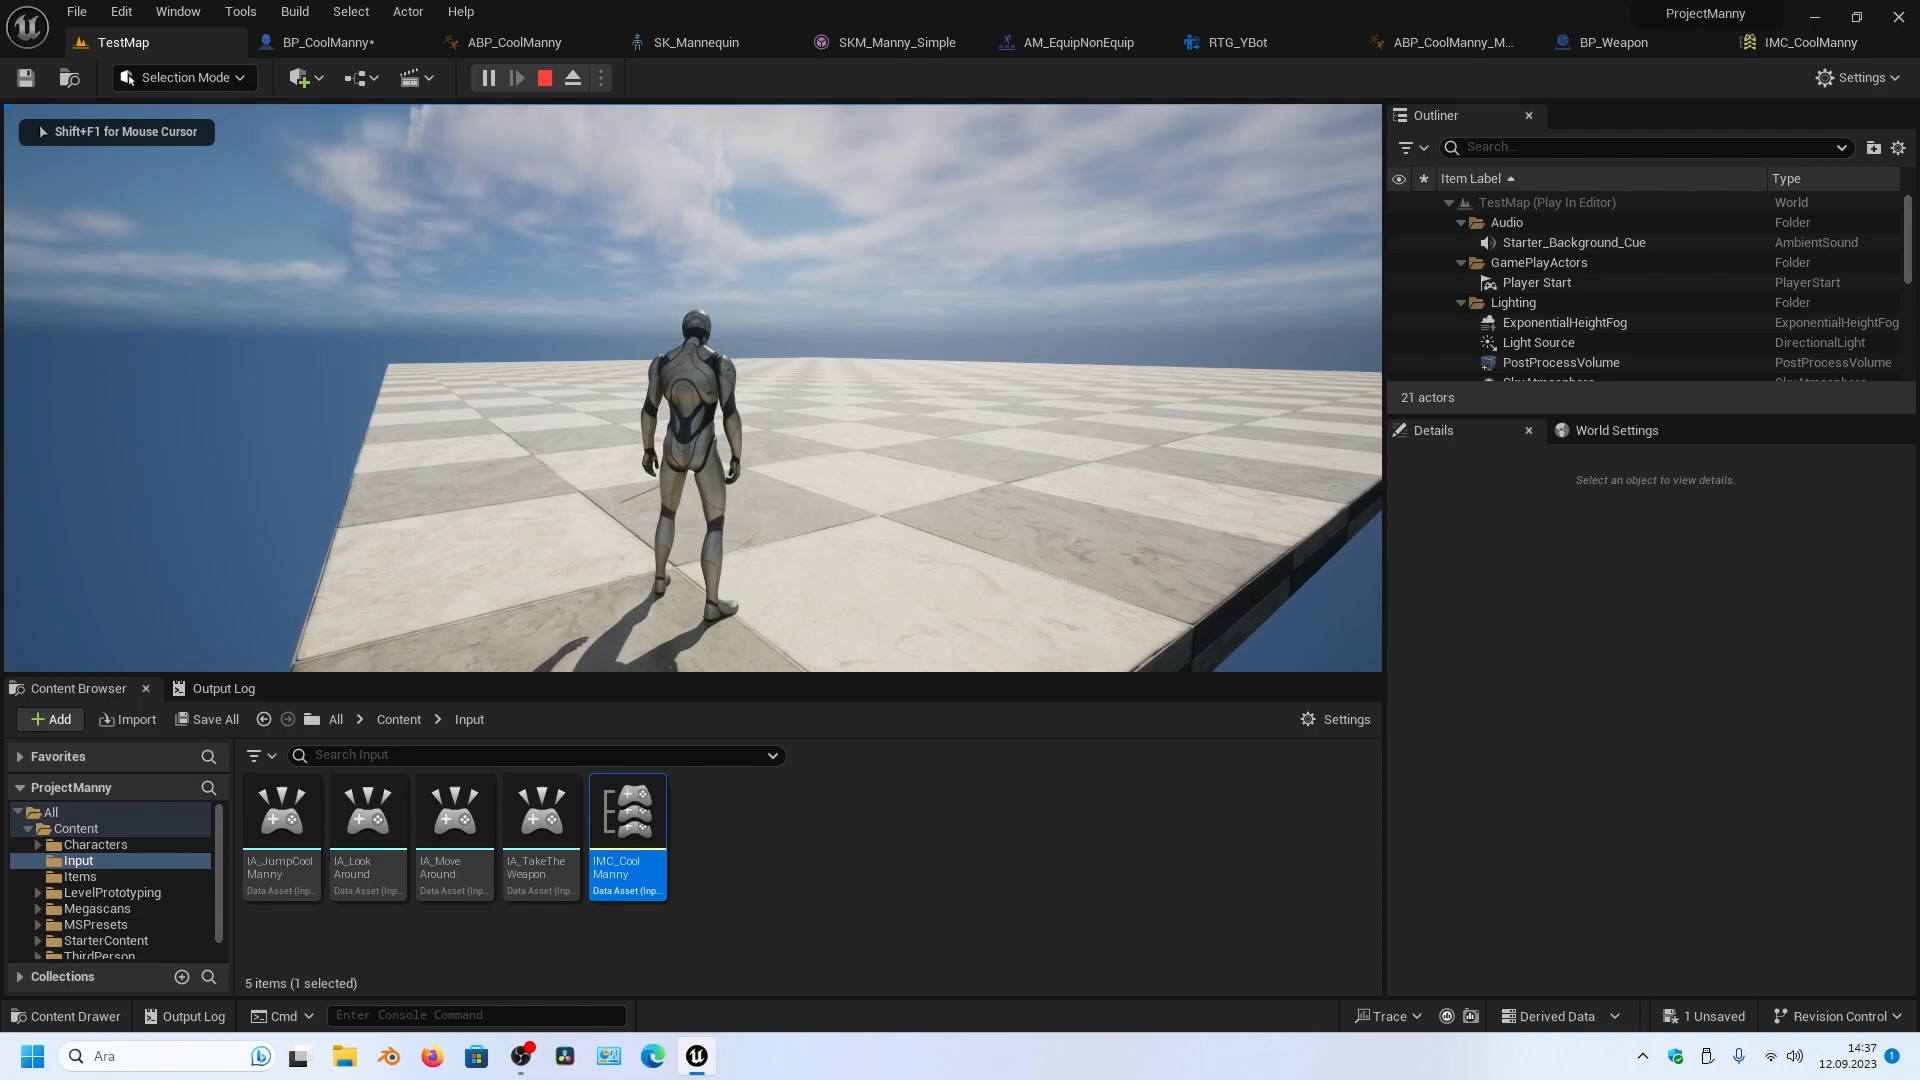 File Edit Window Tools Build Select Actor Help
ProjectManny
TestMap BP_CoolManny* ABP_CoolManny SK_Mannequin SKM_Manny_Simple AM_EquipNonEquip RTG_YBot ABP_CoolManny_M... BP_Weapon IMC_CoolManny
Selection Mode
Settings
Shift+F1 for Mouse Cursor
Outliner
Search...
Item Label Type
TestMap (Play In Editor) World
Audio Folder
Starter_Background_Cue AmbientSound
GamePlayActors Folder
Player Start PlayerStart
Lighting Folder
ExponentialHeightFog ExponentialHeightFog
Light Source DirectionalLight
PostProcessVolume PostProcessVolume
21 actors
Details World Settings
Select an object to view details.
Content Browser Output Log
Add Import Save All All Content Input Settings
Favorites
Search Input
ProjectManny
All
Content
Characters
Input
Items
LevelPrototyping
Megascans
MSPresets
StarterContent
ThirdPerson
Collections
IA_JumpCool
Manny
Data Asset (Inp...
IA_Look
Around
Data Asset (Inp...
IA_Move
Around
Data Asset (Inp...
IA_TakeThe
Weapon
Data Asset (Inp...
IMC_Cool
Manny
Data Asset (Inp...
5 items (1 selected)
Content Drawer Output Log Cmd Enter Console Command Trace Derived Data 1 Unsaved Revision Control
Ara
14:37
12.09.2023
1